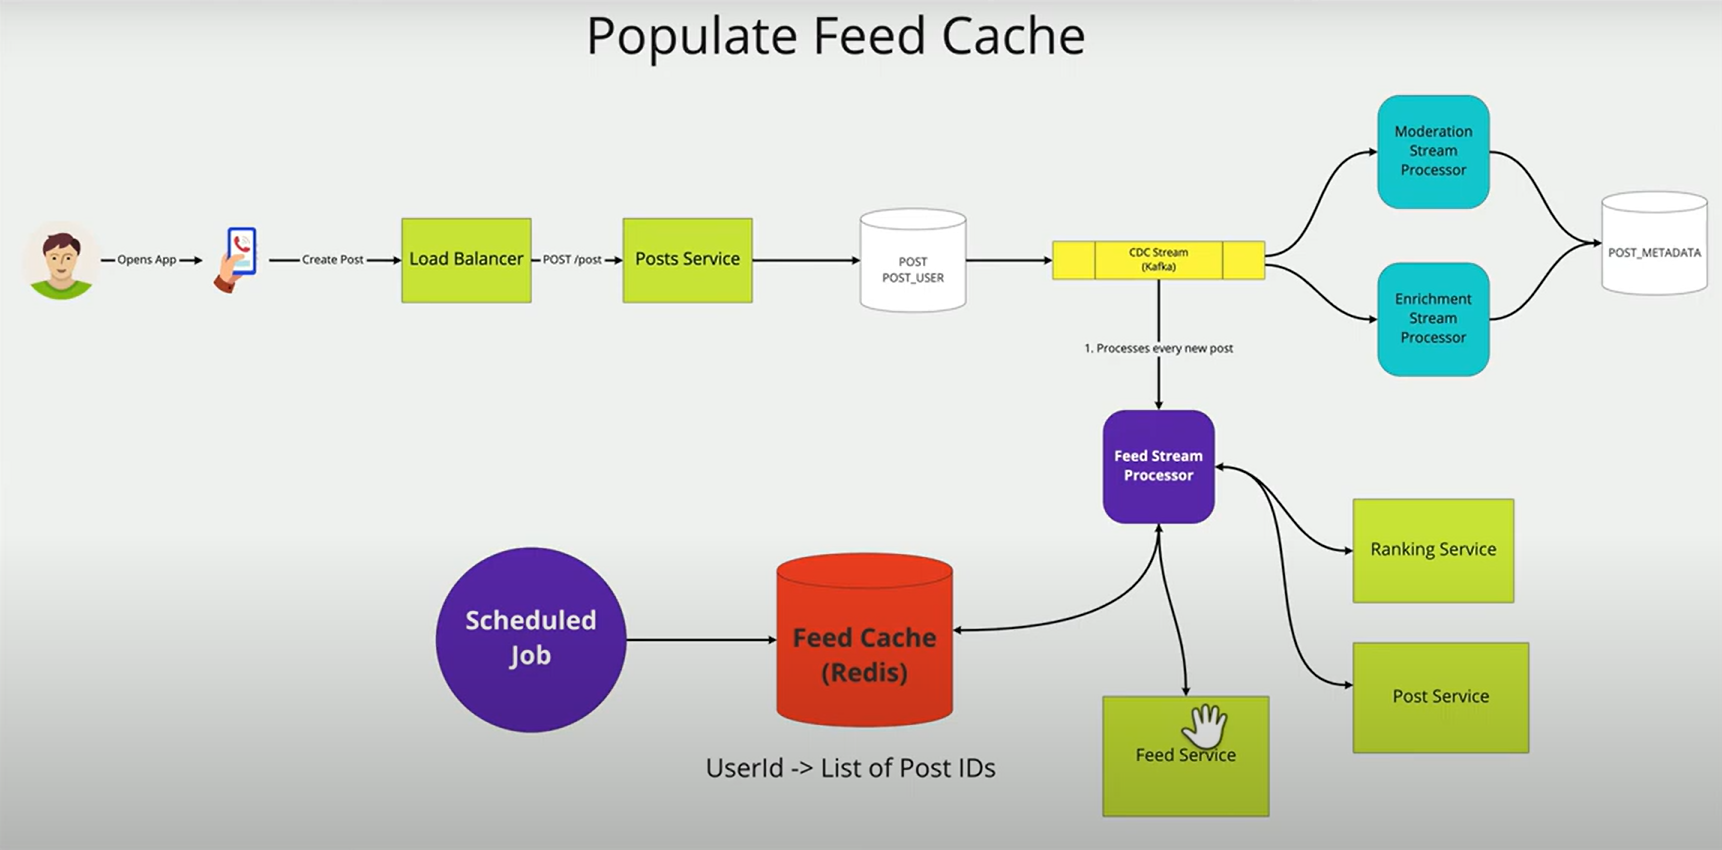 Populate Feed Cache
Opens App
Create Post
Load Balancer
POST /post
Posts Service
POST
POST_USER
CDC Stream
(Kafka)
Moderation
Stream
Processor
Enrichment
Stream
Processor
POST_METADATA
1. Processes every new post
Feed Stream
Processor
Ranking Service
Post Service
Feed Service
Scheduled
Job
Feed Cache
(Redis)
UserId -> List of Post IDs